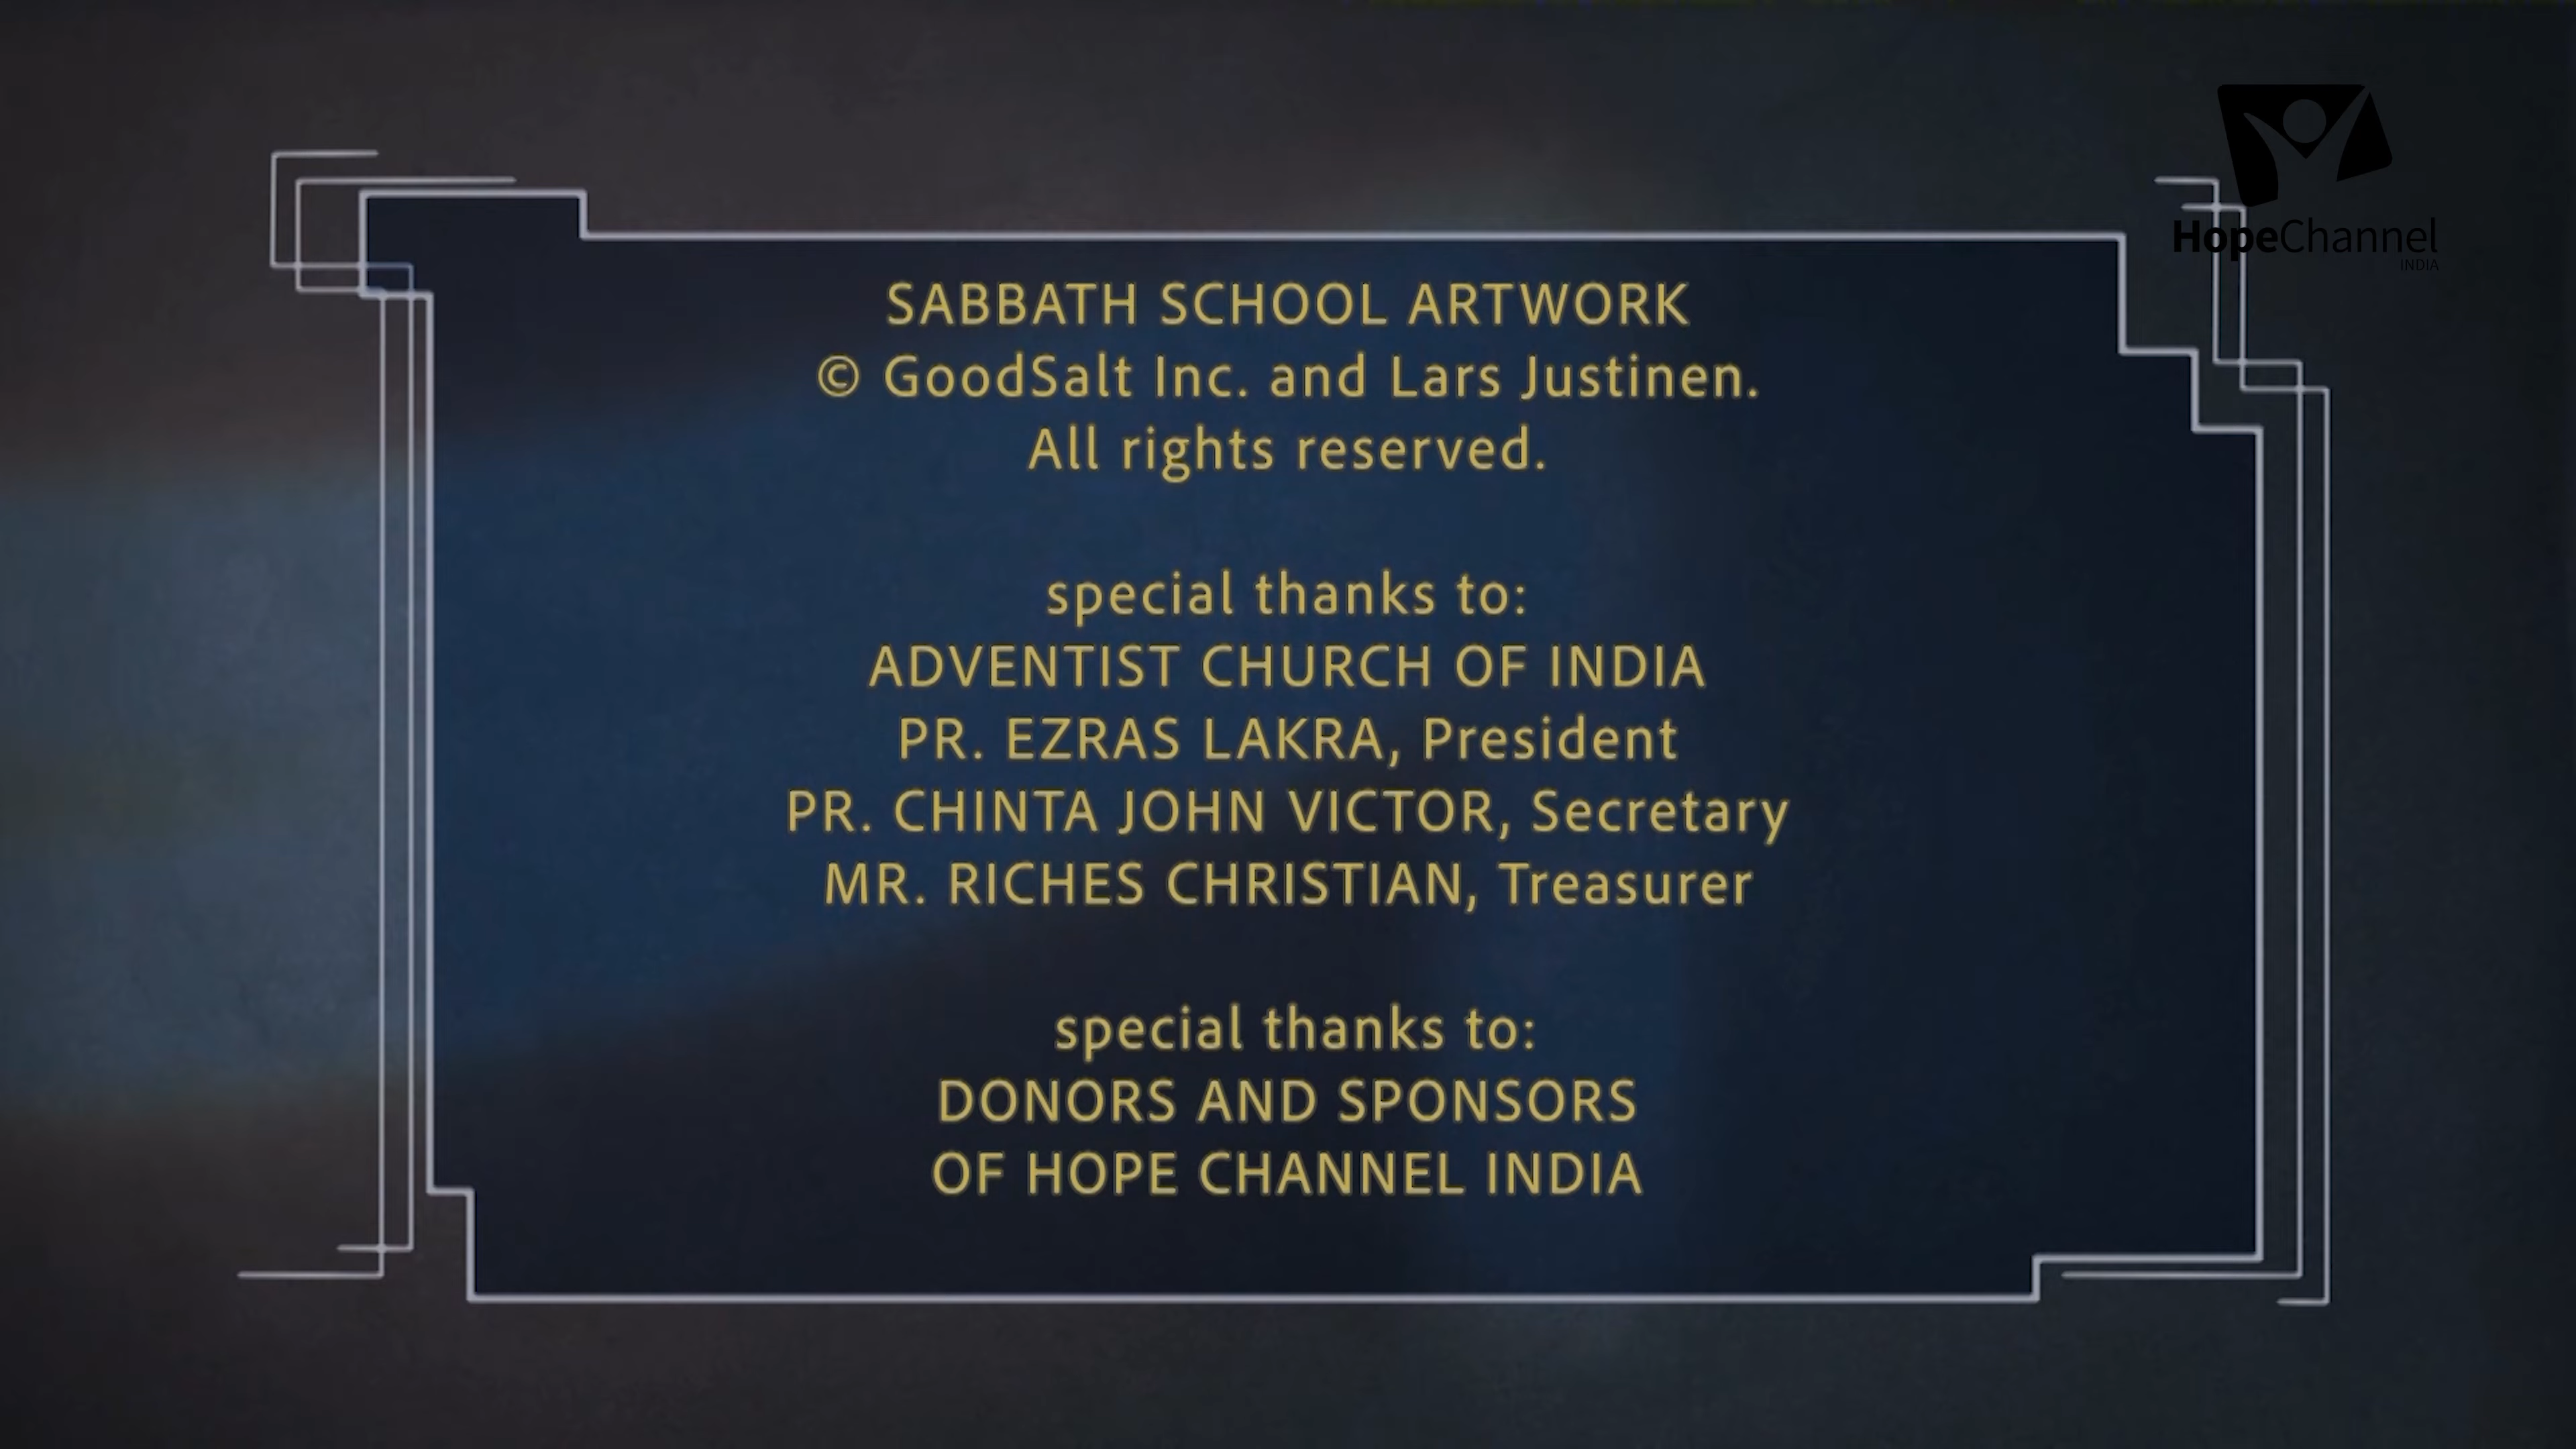 HopeChannel
INDIA
SABBATH SCHOOL ARTWORK
© GoodSalt Inc. and Lars Justinen.
All rights reserved.
special thanks to:
ADVENTIST CHURCH OF INDIA
PR. EZRAS LAKRA, President
PR. CHINTA JOHN VICTOR, Secretary
MR. RICHES CHRISTIAN, Treasurer
special thanks to:
DONORS AND SPONSORS
OF HOPE CHANNEL INDIA